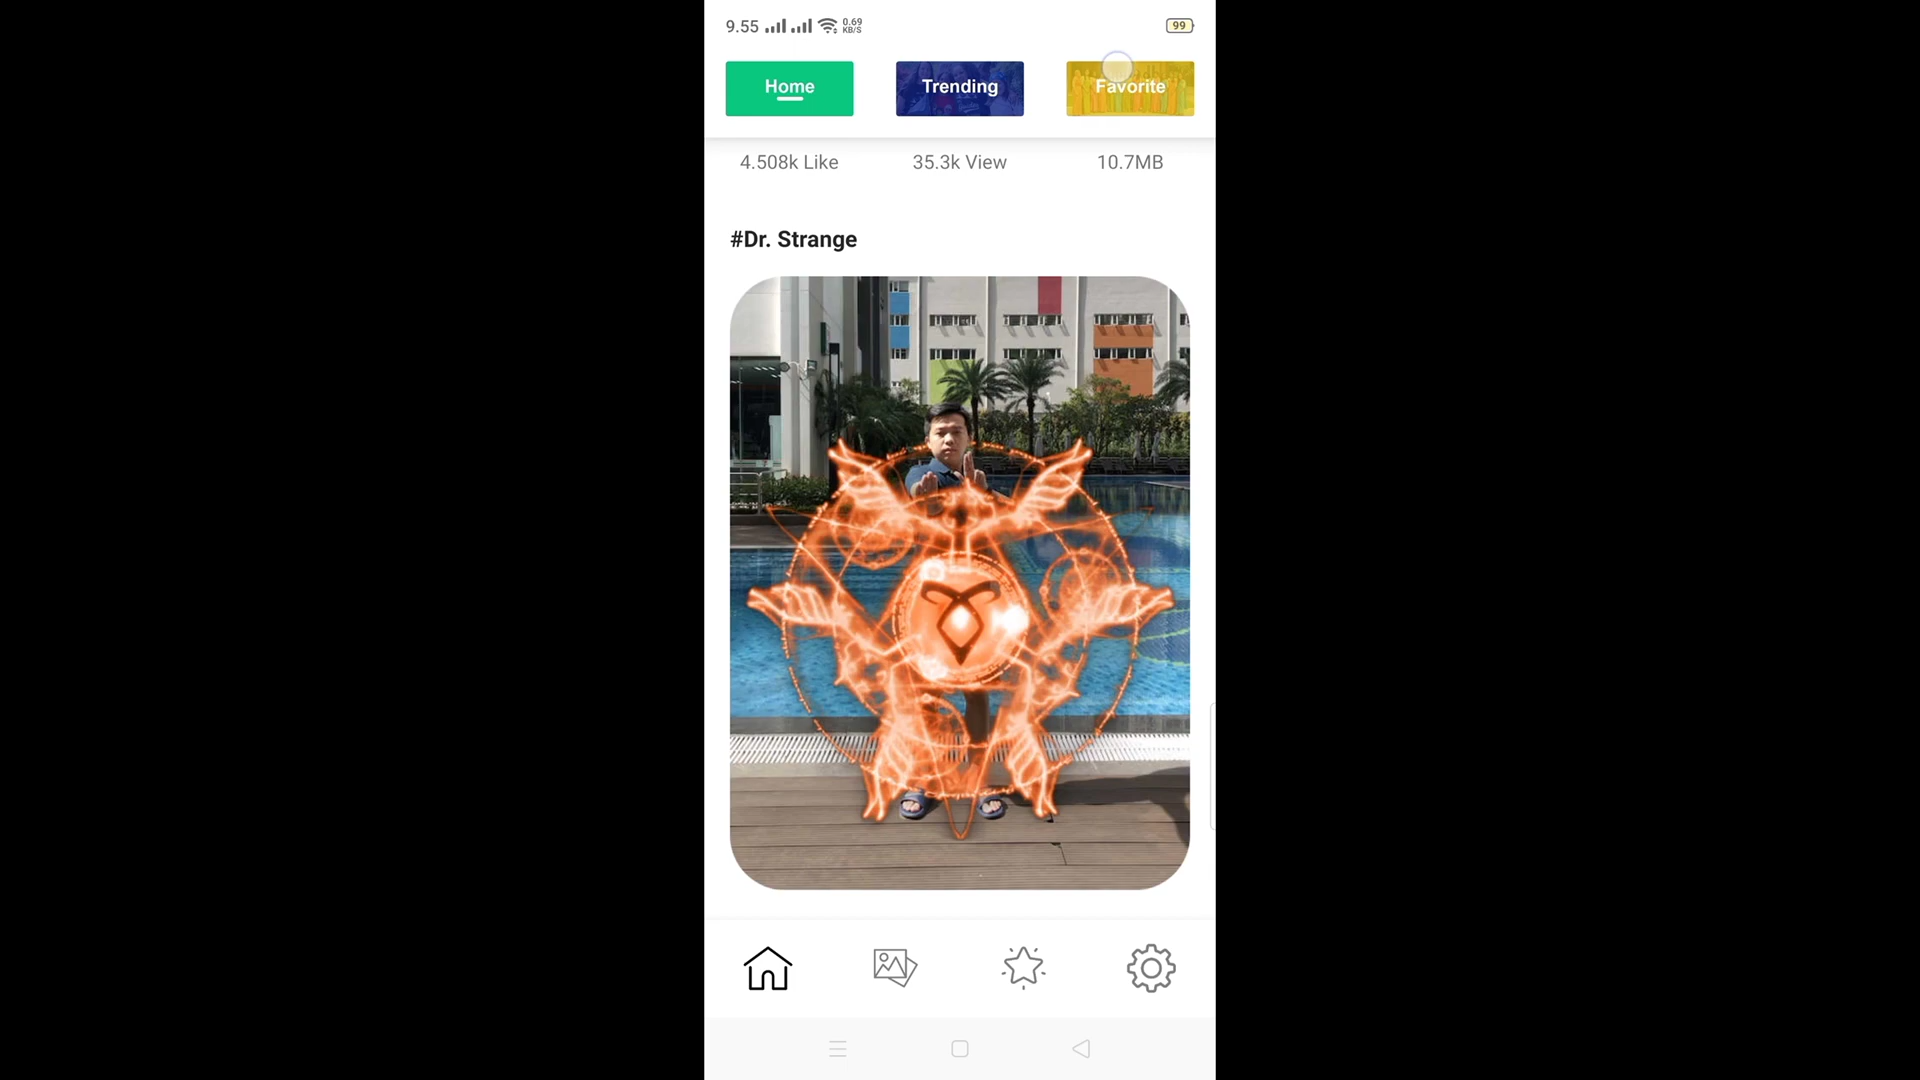 9.55 0.69 KB/S 99
Home Trending Favorite
4.508k Like 35.3k View 10.7MB
#Dr. Strange